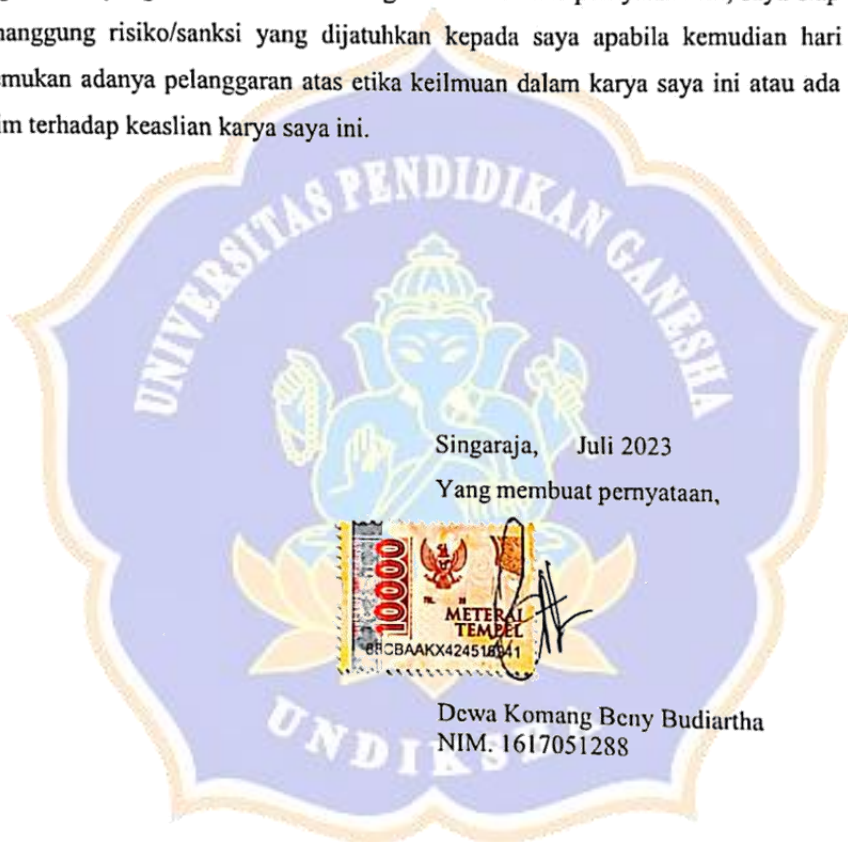 menanggung risiko/sanksi yang dijatuhkan kepada saya apabila kemudian hari
ditemukan adanya pelanggaran atas etika keilmuan dalam karya saya ini atau ada
klaim terhadap keaslian karya saya ini.
UNIVERSITAS PENDIDIKAN GANESHA
Singaraja, Juli 2023
Yang membuat pernyataan,
10000
METERAI
TEMPEL
Dewa Komang Beny Budiartha
NIM. 1617051288
UNDIKSHA